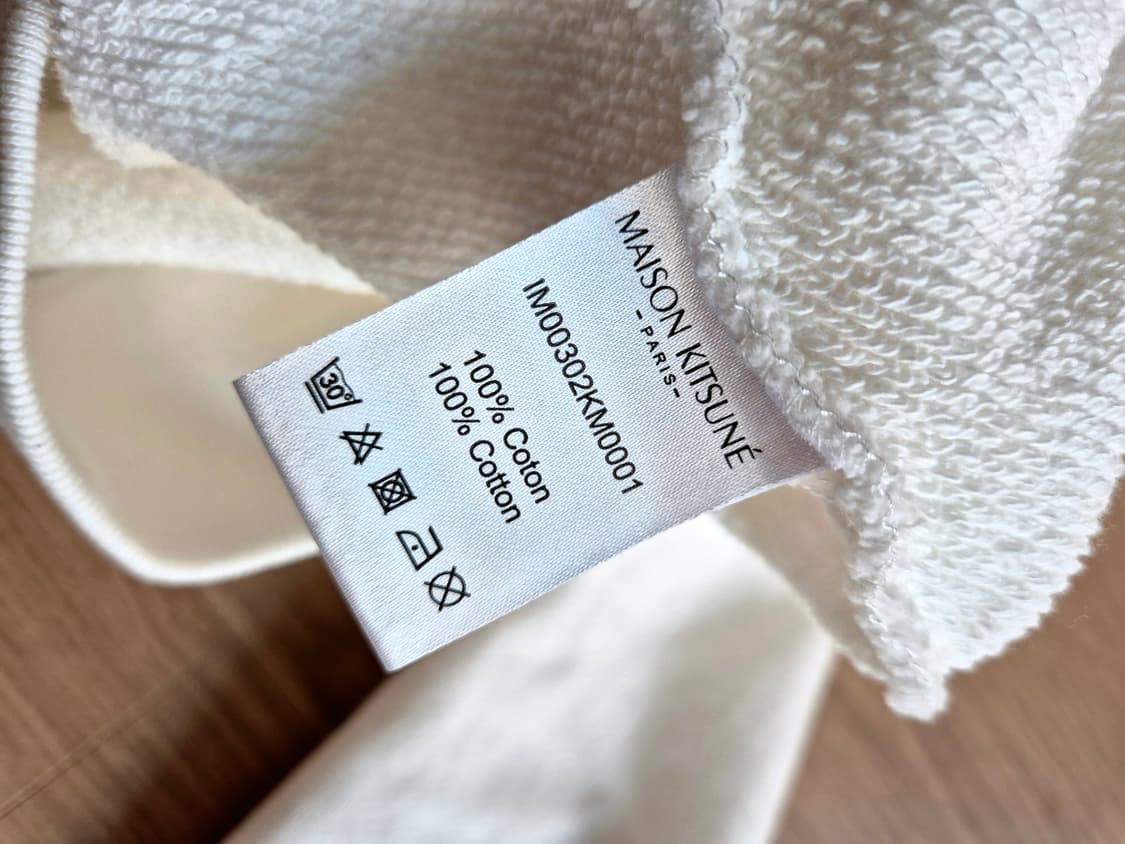 MAISON KITSUNÉ
- PARIS -
IM00302KM0001
100% Coton
100% Cotton
30°